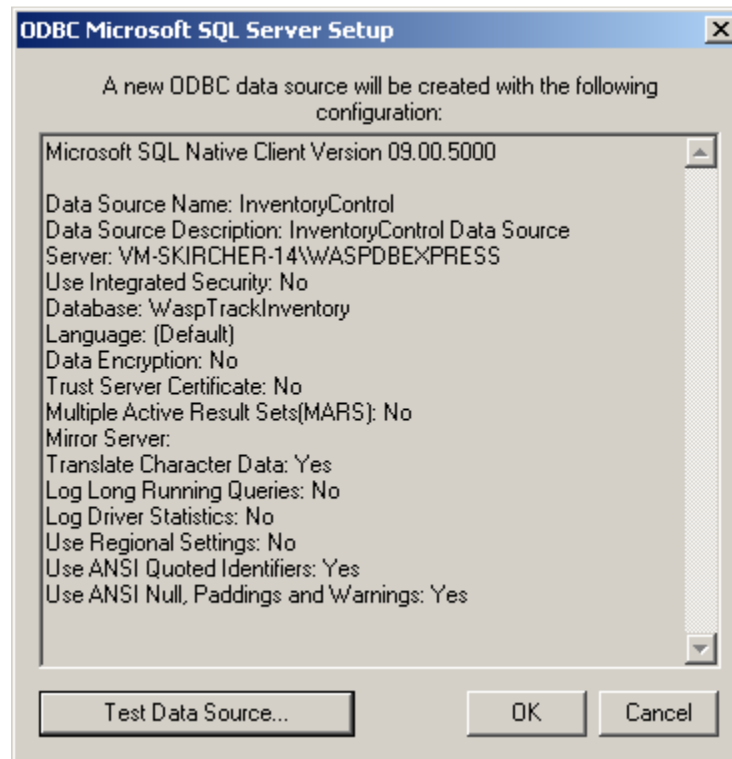 ODBC Microsoft SQL Server Setup
A new ODBC data source will be created with the following
configuration:
Microsoft SQL Native Client Version 09.00.5000
Data Source Name: InventoryControl
Data Source Description: InventoryControl Data Source
Server: VM-SKIRCHER-14\WASPDBEXPRESS
Use Integrated Security: No
Database: WaspTrackInventory
Language: (Default)
Data Encryption: No
Trust Server Certificate: No
Multiple Active Result Sets(MARS): No
Mirror Server:
Translate Character Data: Yes
Log Long Running Queries: No
Log Driver Statistics: No
Use Regional Settings: No
Use ANSI Quoted Identifiers: Yes
Use ANSI Null, Paddings and Warnings: Yes
Test Data Source... OK Cancel